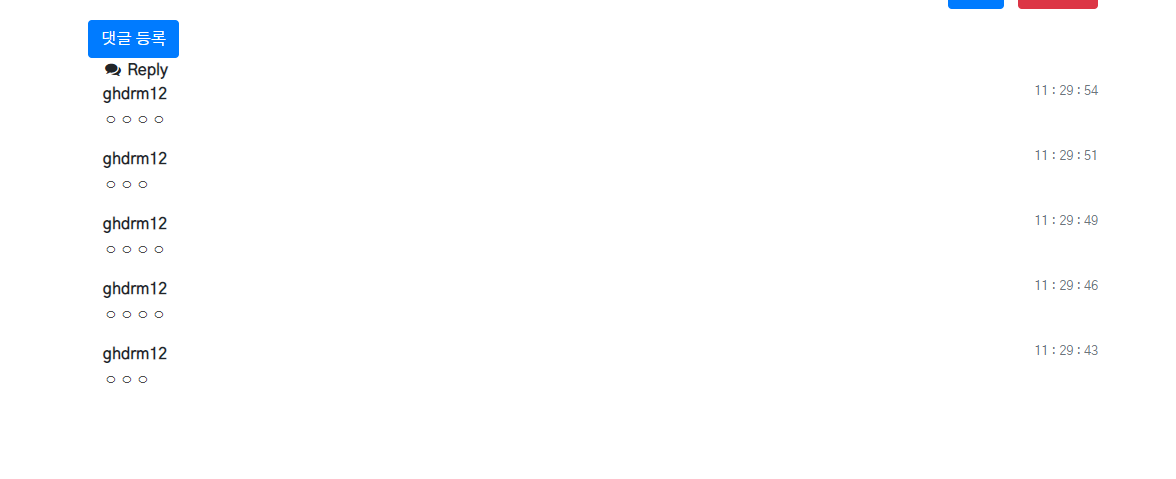 댓글 등록
Reply
ghdrm12 11 : 29 : 54
ㅇㅇㅇㅇ
ghdrm12 11 : 29 : 51
ㅇㅇㅇ
ghdrm12 11 : 29 : 49
ㅇㅇㅇㅇ
ghdrm12 11 : 29 : 46
ㅇㅇㅇㅇ
ghdrm12 11 : 29 : 43
ㅇㅇㅇ